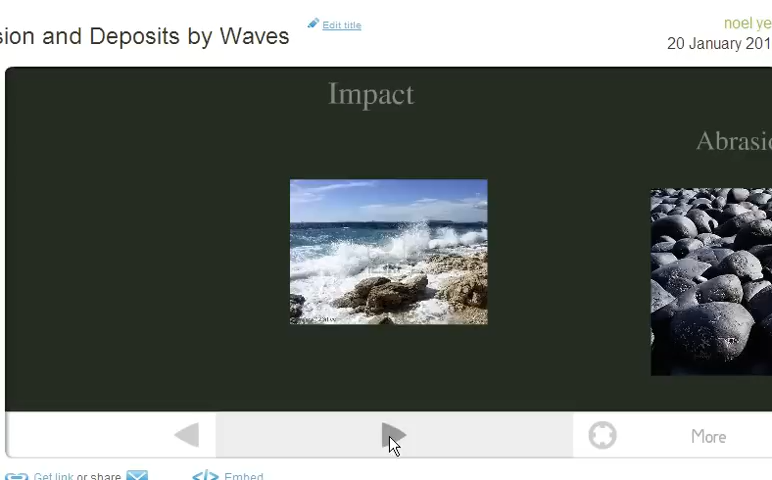 sion and Deposits by Waves
Edit title
noel ye
20 January 201
Impact
Abrasi
More
Get link or share
Embed